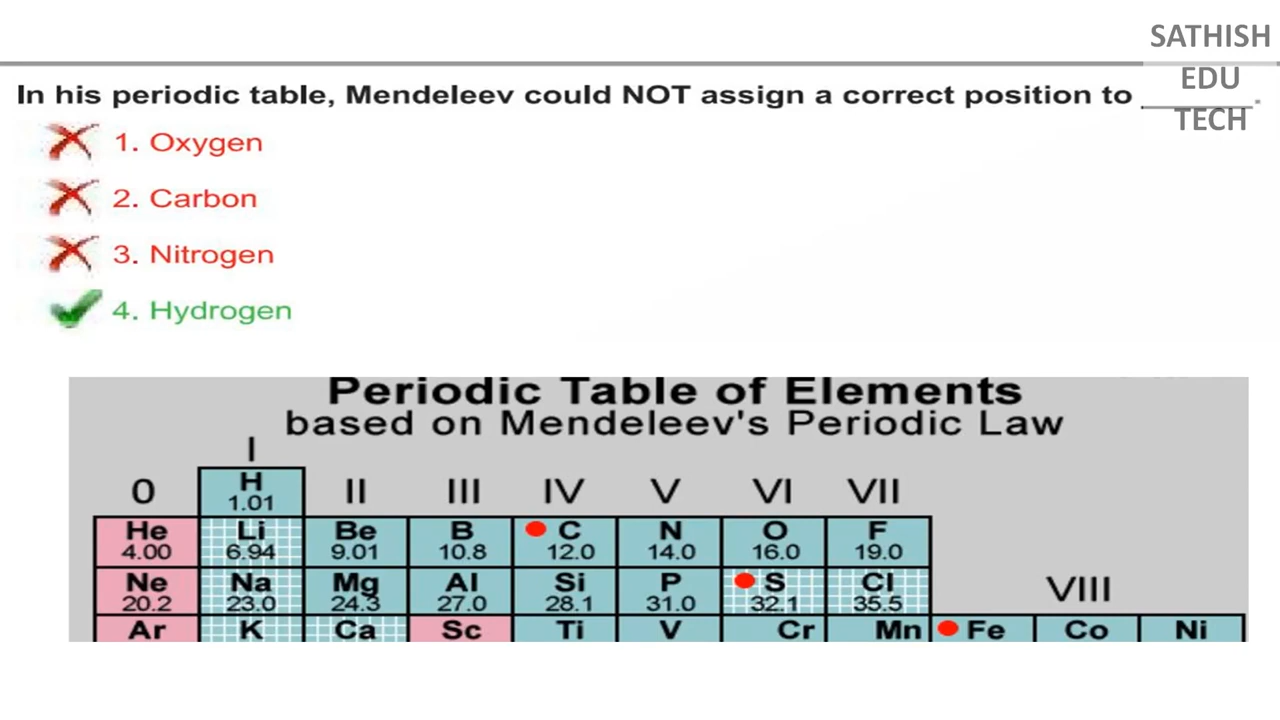 SATHISH
EDU
TECH
In his periodic table, Mendeleev could NOT assign a correct position to ________.
1. Oxygen
2. Carbon
3. Nitrogen
4. Hydrogen
Periodic Table of Elements
based on Mendeleev's Periodic Law
I
0 H II III IV V VI VII
1.01
He Li Be B C N O F
4.00 6.94 9.01 10.8 12.0 14.0 16.0 19.0
Ne Na Mg Al Si P S Cl VIII
20.2 23.0 24.3 27.0 28.1 31.0 32.1 35.5
Ar K Ca Sc Ti V Cr Mn Fe Co Ni